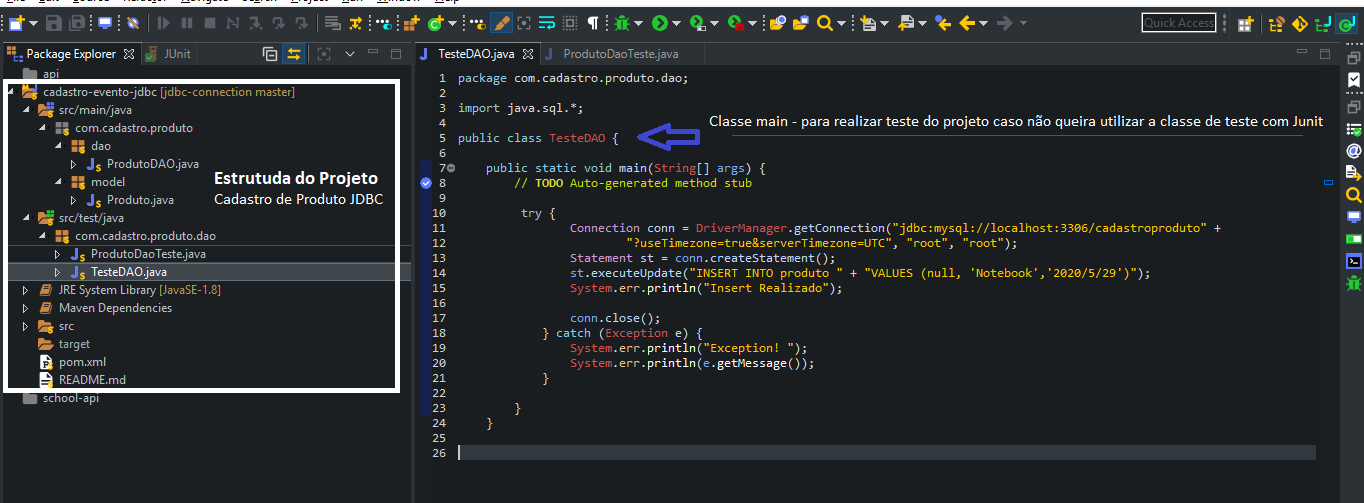 Quick Access
Package Explorer
JUnit
api
cadastro-evento-jdbc [jdbc-connection master]
src/main/java
com.cadastro.produto
dao
ProdutoDAO.java
model
Produto.java
src/test/java
com.cadastro.produto.dao
ProdutoDaoTeste.java
TesteDAO.java
JRE System Library [JavaSE-1.8]
Maven Dependencies
src
target
pom.xml
README.md
school-api
Estrutuda do Projeto
Cadastro de Produto JDBC
TesteDAO.java
ProdutoDaoTeste.java
1 package com.cadastro.produto.dao;
2
3 import java.sql.*;
4
5 public class TesteDAO {
Classe main - para realizar teste do projeto caso não queira utilizar a classe de teste com Junit
6
7 public static void main(String[] args) {
8 // TODO Auto-generated method stub
9
10 try {
11 Connection conn = DriverManager.getConnection("jdbc:mysql://localhost:3306/cadastroproduto" +
12 "?useTimezone=true&serverTimezone=UTC", "root", "root");
13 Statement st = conn.createStatement();
14 st.executeUpdate("INSERT INTO produto " + "VALUES (null, 'Notebook','2020/5/29')");
15 System.err.println("Insert Realizado");
16
17 conn.close();
18 } catch (Exception e) {
19 System.err.println("Exception! ");
20 System.err.println(e.getMessage());
21 }
22
23 }
24 }
25
26